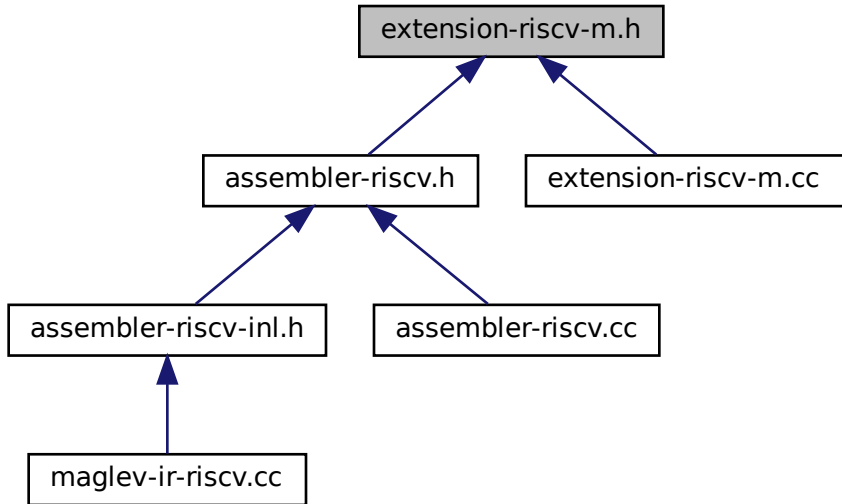 extension-riscv-m.h
assembler-riscv.h
extension-riscv-m.cc
assembler-riscv-inl.h
assembler-riscv.cc
maglev-ir-riscv.cc